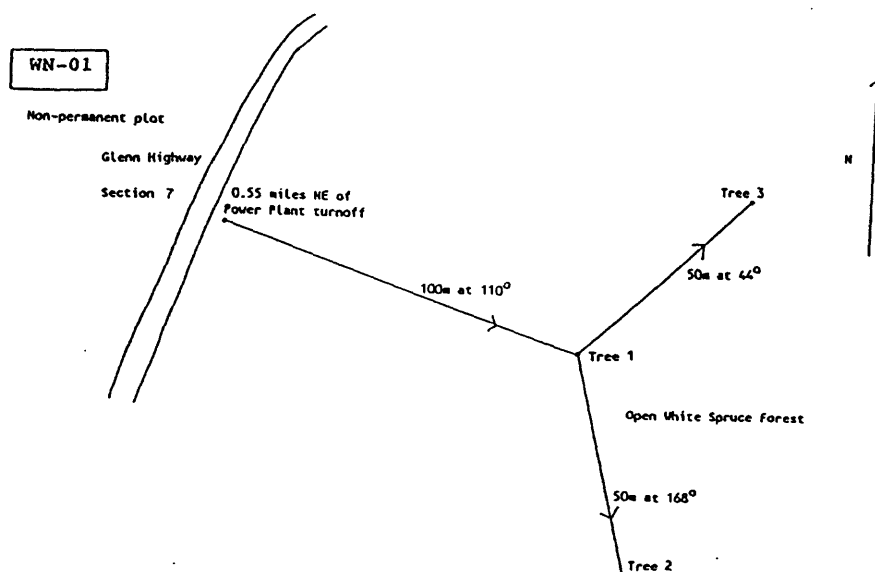 WN-01
Non-permanent plot
Glenn Highway
Section 7
0.55 miles NE of
Power Plant turnoff
N
Tree 3
50m at 44°
100m at 110°
Tree 1
Open White Spruce Forest
50m at 168°
Tree 2